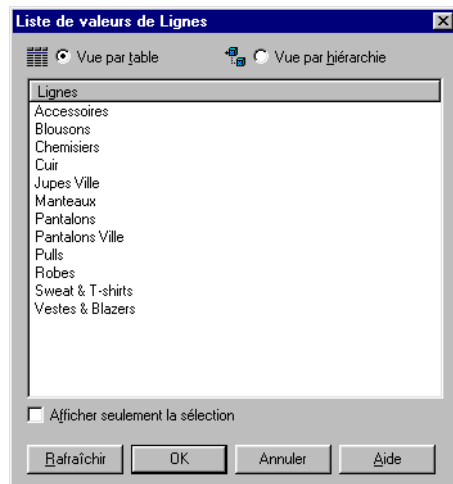 Liste de valeurs de Lignes
Vue par table
Vue par hiérarchie
Lignes
Accessoires
Blousons
Chemisiers
Cuir
Jupes Ville
Manteaux
Pantalons
Pantalons Ville
Pulls
Robes
Sweat & T-shirts
Vestes & Blazers
Afficher seulement la sélection
Rafraîchir
OK
Annuler
Aide